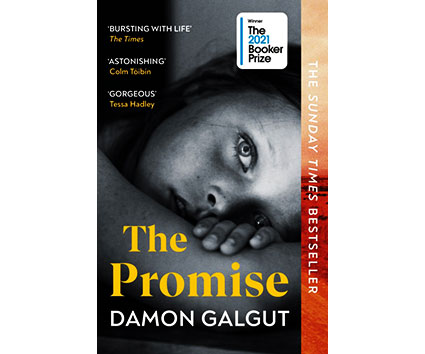 ‘BURSTING WITH LIFE’
The Times
‘ASTONISHING’
Colm Tóibín
‘GORGEOUS’
Tessa Hadley
Winner
The
2021
Booker
Prize
THE SUNDAY TIMES BESTSELLER
The
Promise
DAMON GALGUT